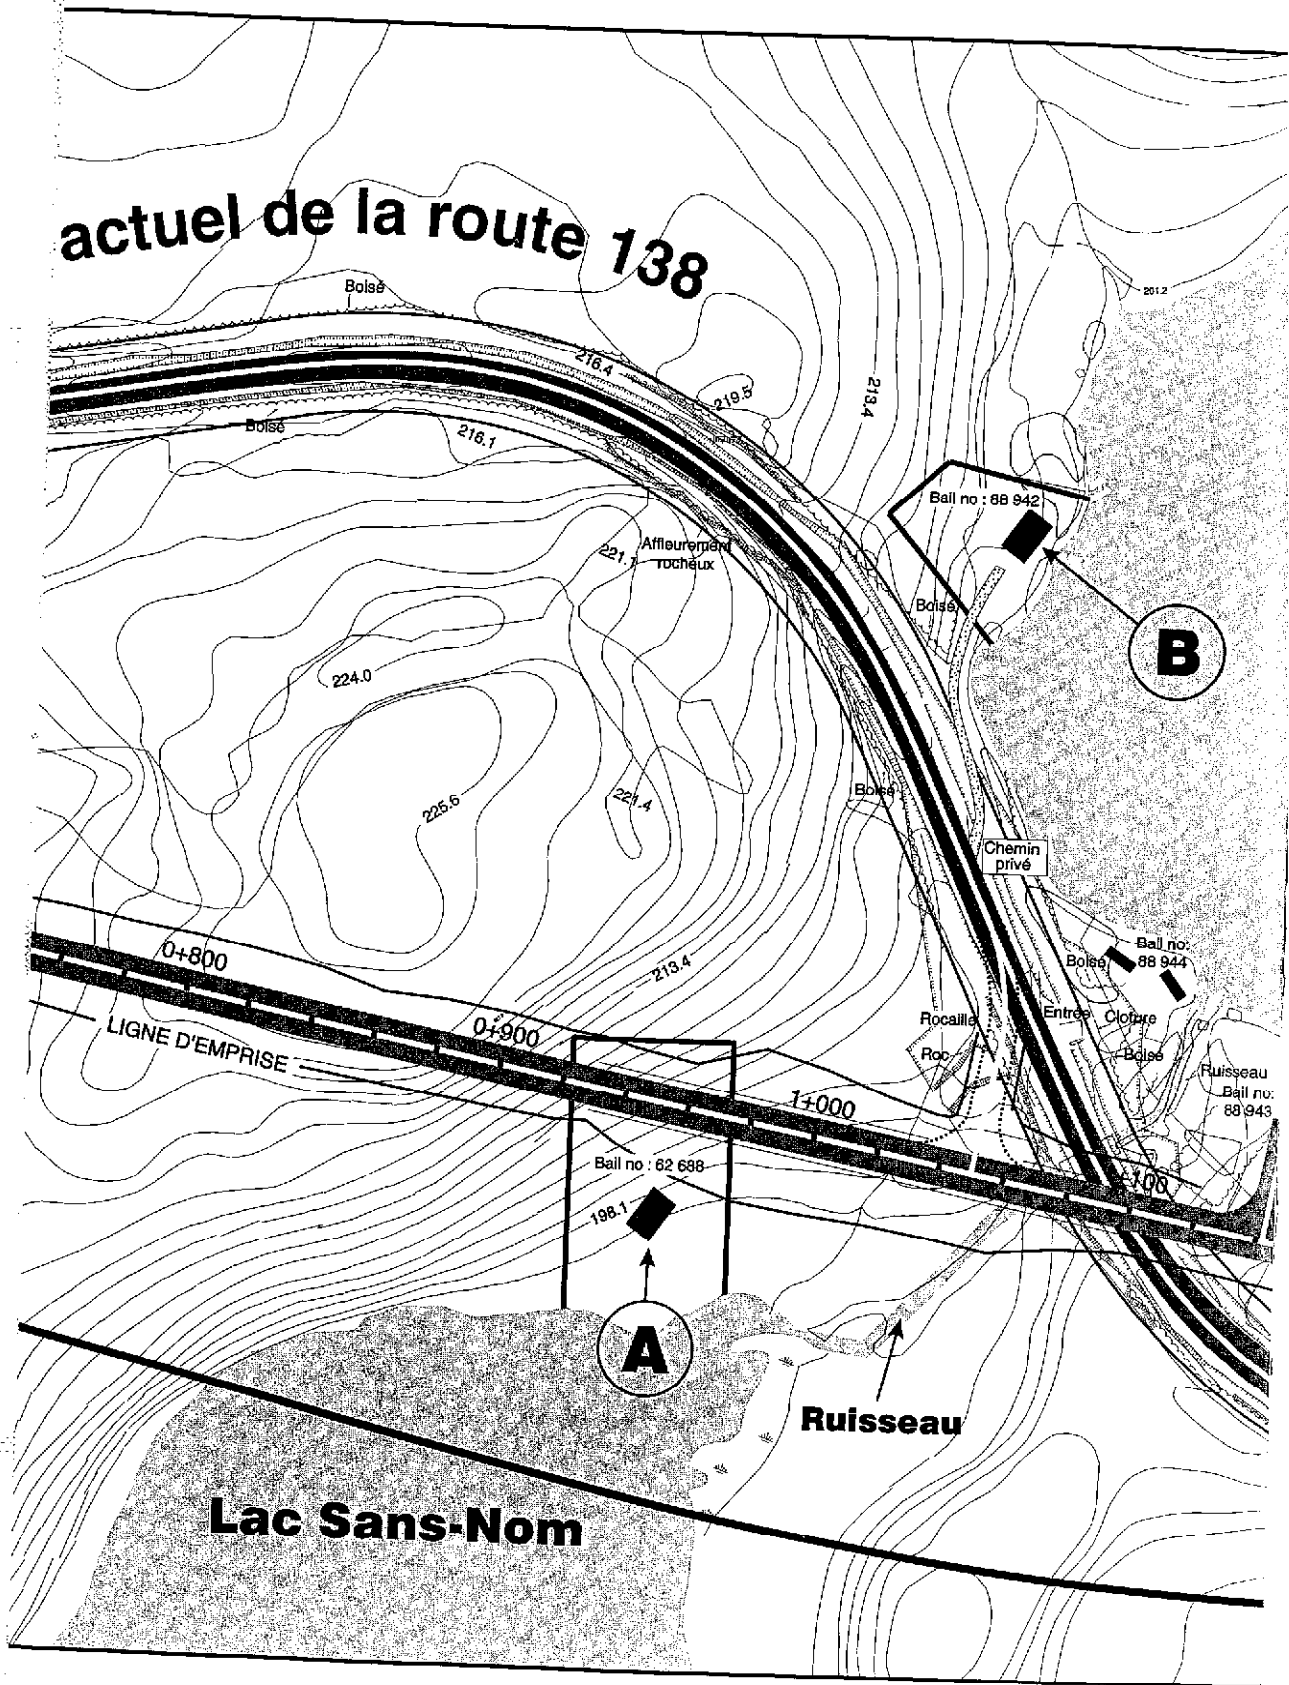 actuel de la route 138
Boisé
201.2
216.4
219.5
213.4
Boisé
216.1
Bail no : 88 942
Affleurement
rocheux
221.7
Boisé
B
224.0
225.6
221.4
Boisé
Chemin
privé
Bail no:
88 944
Boisé
0+800
213.4
Rocaille
Entrée
Cloture
0+900
LIGNE D'EMPRISE
Roc
Boisé
Ruisseau
Bail no:
88 943
1+000
Bail no : 62 688
+100
198.1
A
Ruisseau
Lac Sans-Nom